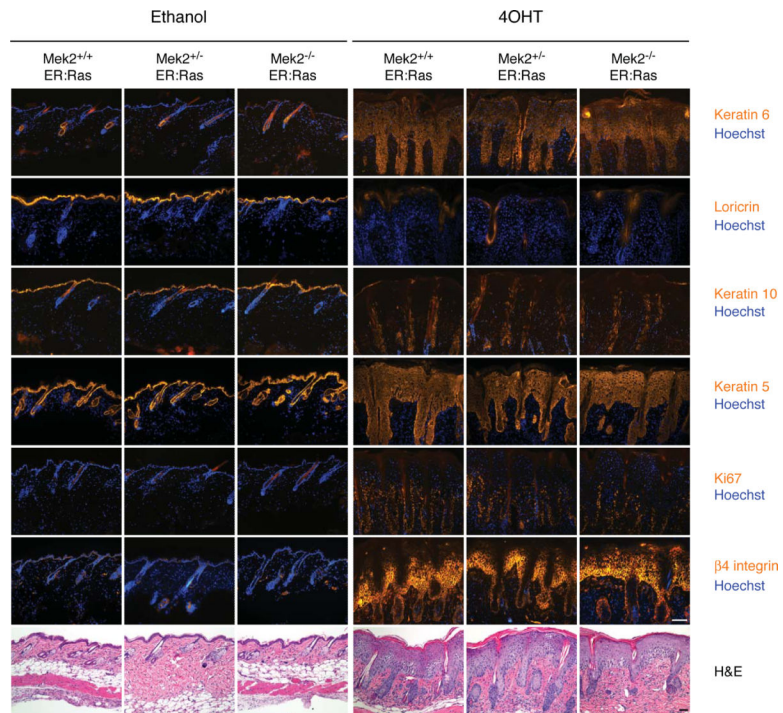 Ethanol 4OHT
Mek2+/+ Mek2+/- Mek2-/- Mek2+/+ Mek2+/- Mek2-/-
ER:Ras ER:Ras ER:Ras ER:Ras ER:Ras ER:Ras
Keratin 6
Hoechst
Loricrin
Hoechst
Keratin 10
Hoechst
Keratin 5
Hoechst
Ki67
Hoechst
β4 integrin
Hoechst
H&E